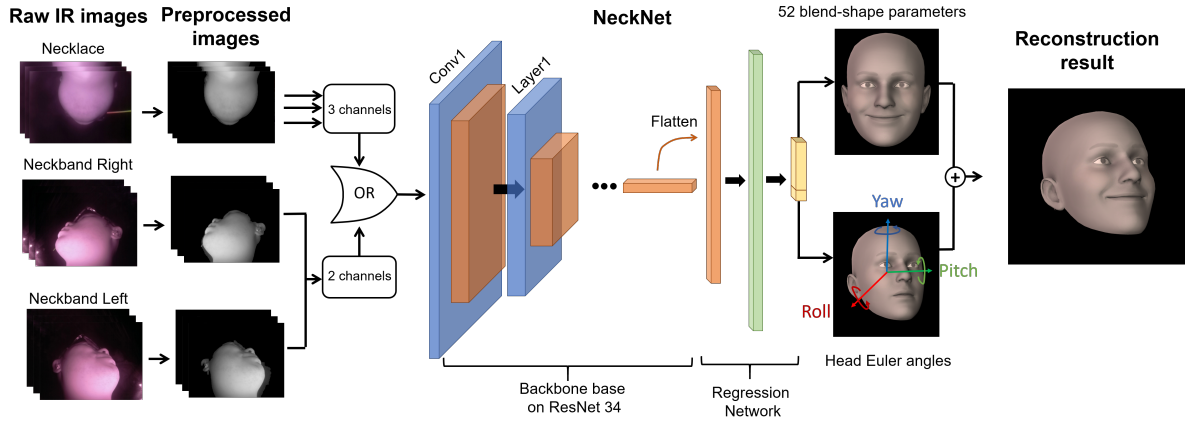 Raw IR images
Preprocessed
images
NeckNet
52 blend-shape parameters
Reconstruction
result
Necklace
Conv1
Layer1
3 channels
Flatten
Neckband Right
OR
Yaw
Pitch
Roll
2 channels
Neckband Left
Head Euler angles
Backbone base
on ResNet 34
Regression
Network